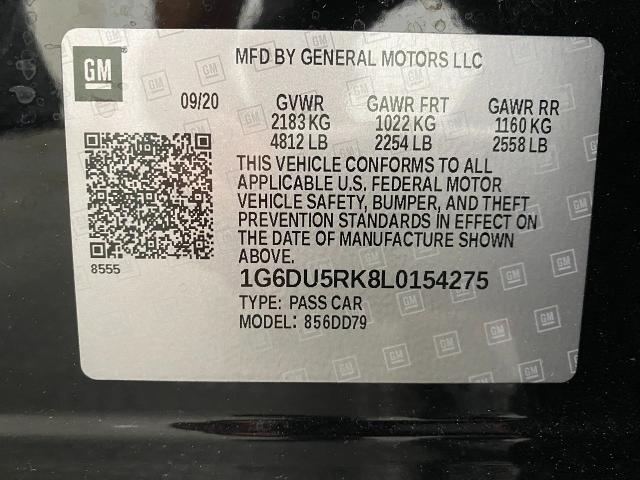 GM
MFD BY GENERAL MOTORS LLC
09/20 GVWR GAWR FRT GAWR RR
2183 KG 1022 KG 1160 KG
4812 LB 2254 LB 2558 LB
THIS VEHICLE CONFORMS TO ALL
APPLICABLE U.S. FEDERAL MOTOR
VEHICLE SAFETY, BUMPER, AND THEFT
PREVENTION STANDARDS IN EFFECT ON
THE DATE OF MANUFACTURE SHOWN
ABOVE.
8555
1G6DU5RK8L0154275
TYPE: PASS CAR
MODEL: 856DD79